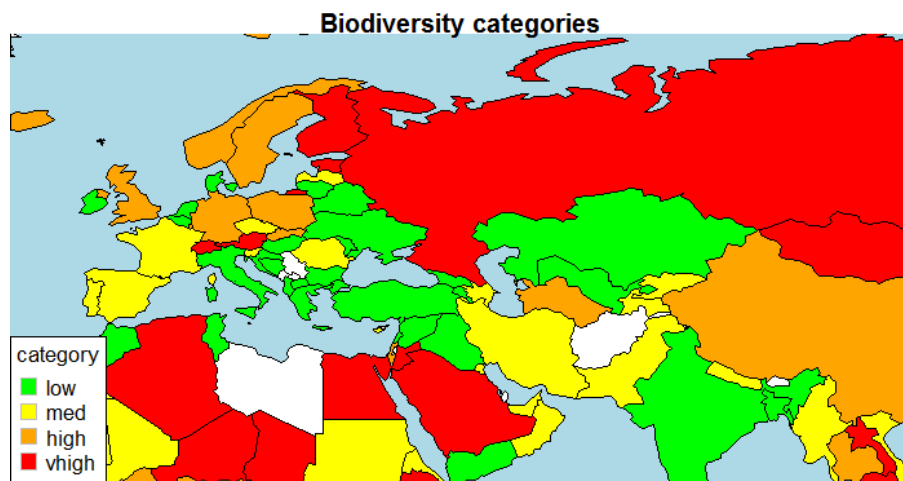 Biodiversity categories
category
low
med
high
vhigh